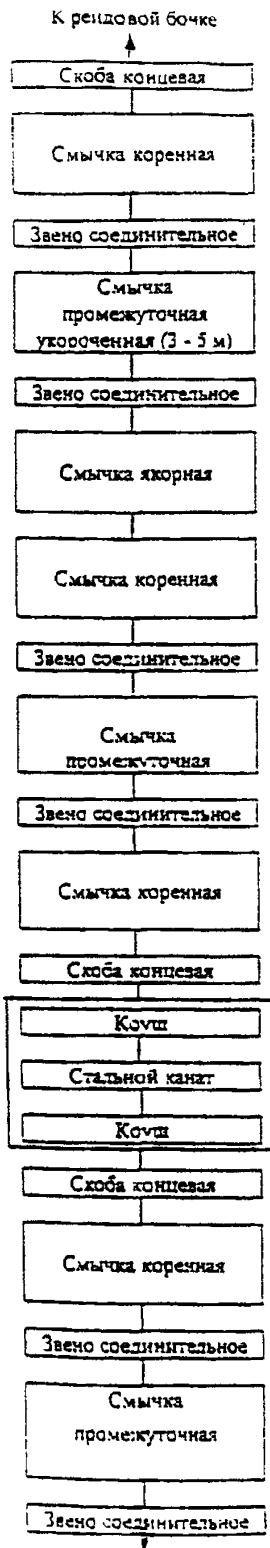 К рейдовой бочке
Скоба концевая
Смычка коренная
Звено соединительное
Смычка
промежуточная
укороченная (3 - 5 м)
Звено соединительное
Смычка якорная
Смычка коренная
Звено соединительное
Смычка
промежуточная
Звено соединительное
Смычка коренная
Скоба концевая
Коуш
Стальной канат
Коуш
Скоба концевая
Смычка коренная
Звено соединительное
Смычка
промежуточная
Звено соединительное